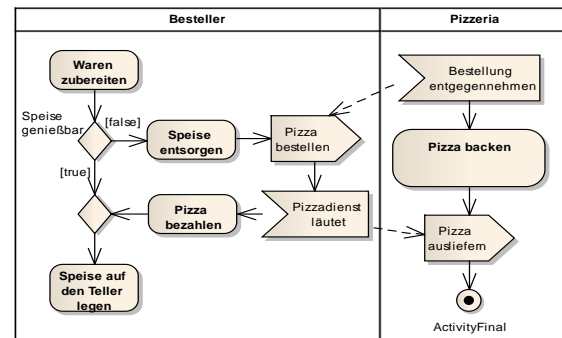 Besteller
Pizzeria
Waren
zubereiten
Bestellung
entgegennehmen
Speise
genießbar
[false]
Speise
entsorgen
Pizza
bestellen
Pizza backen
[true]
Pizza
bezahlen
Pizzadienst
läutet
Pizza
ausliefern
Speise auf
den Teller
legen
ActivityFinal